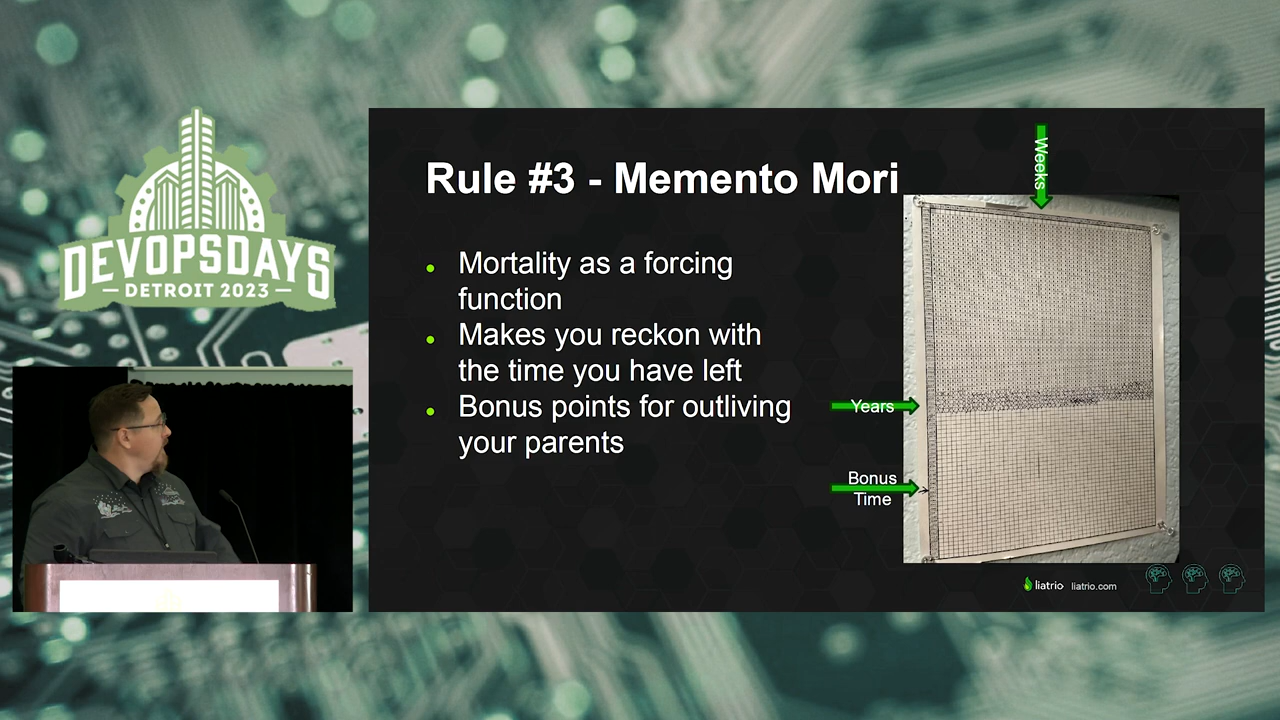 DEVOPSDAYS
DETROIT 2023
Rule #3 - Memento Mori
Mortality as a forcing
function
Makes you reckon with
the time you have left
Bonus points for outliving
your parents
Weeks
Years
Bonus
Time
liatrio liatrio.com